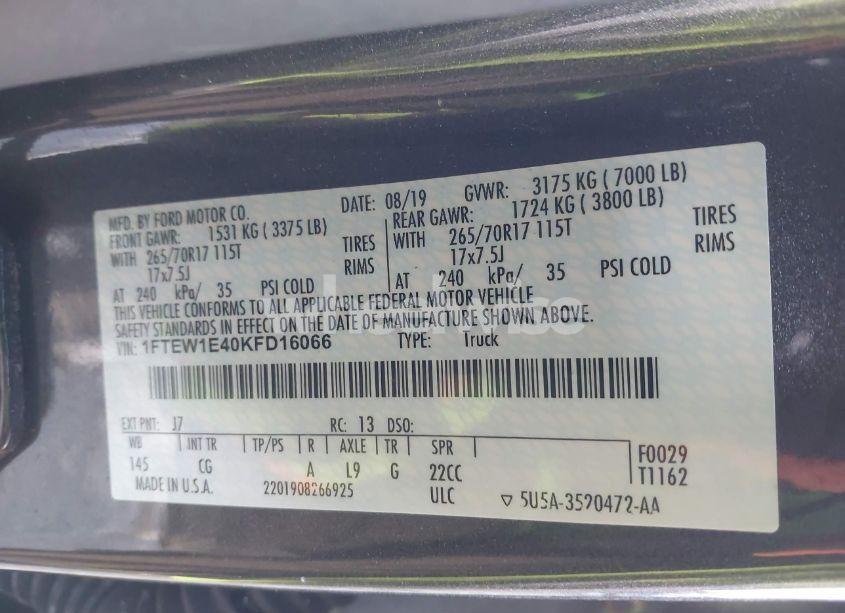 MFD. BY FORD MOTOR CO. DATE: 08/19 GVWR: 3175 KG ( 7000 LB)
FRONT GAWR: 1531 KG ( 3375 LB) REAR GAWR: 1724 KG ( 3800 LB)
WITH 265/70R17 115T TIRES WITH 265/70R17 115T TIRES
17x7.5J RIMS 17x7.5J RIMS
AT 240 kPa/ 35 PSI COLD AT 240 kPa/ 35 PSI COLD
THIS VEHICLE CONFORMS TO ALL APPLICABLE FEDERAL MOTOR VEHICLE
SAFETY STANDARDS IN EFFECT ON THE DATE OF MANUFACTURE SHOWN ABOVE.
VIN: 1FTEW1E40KFD16066 TYPE: Truck
EXT PNT: J7 RC: 13 DSO:
WB INT TR TP/PS R AXLE TR SPR F0029
145 CG A L9 G 22CC T1162
MADE IN U.S.A. 2201908266925 ULC ▽ 5U5A-3520472-AA